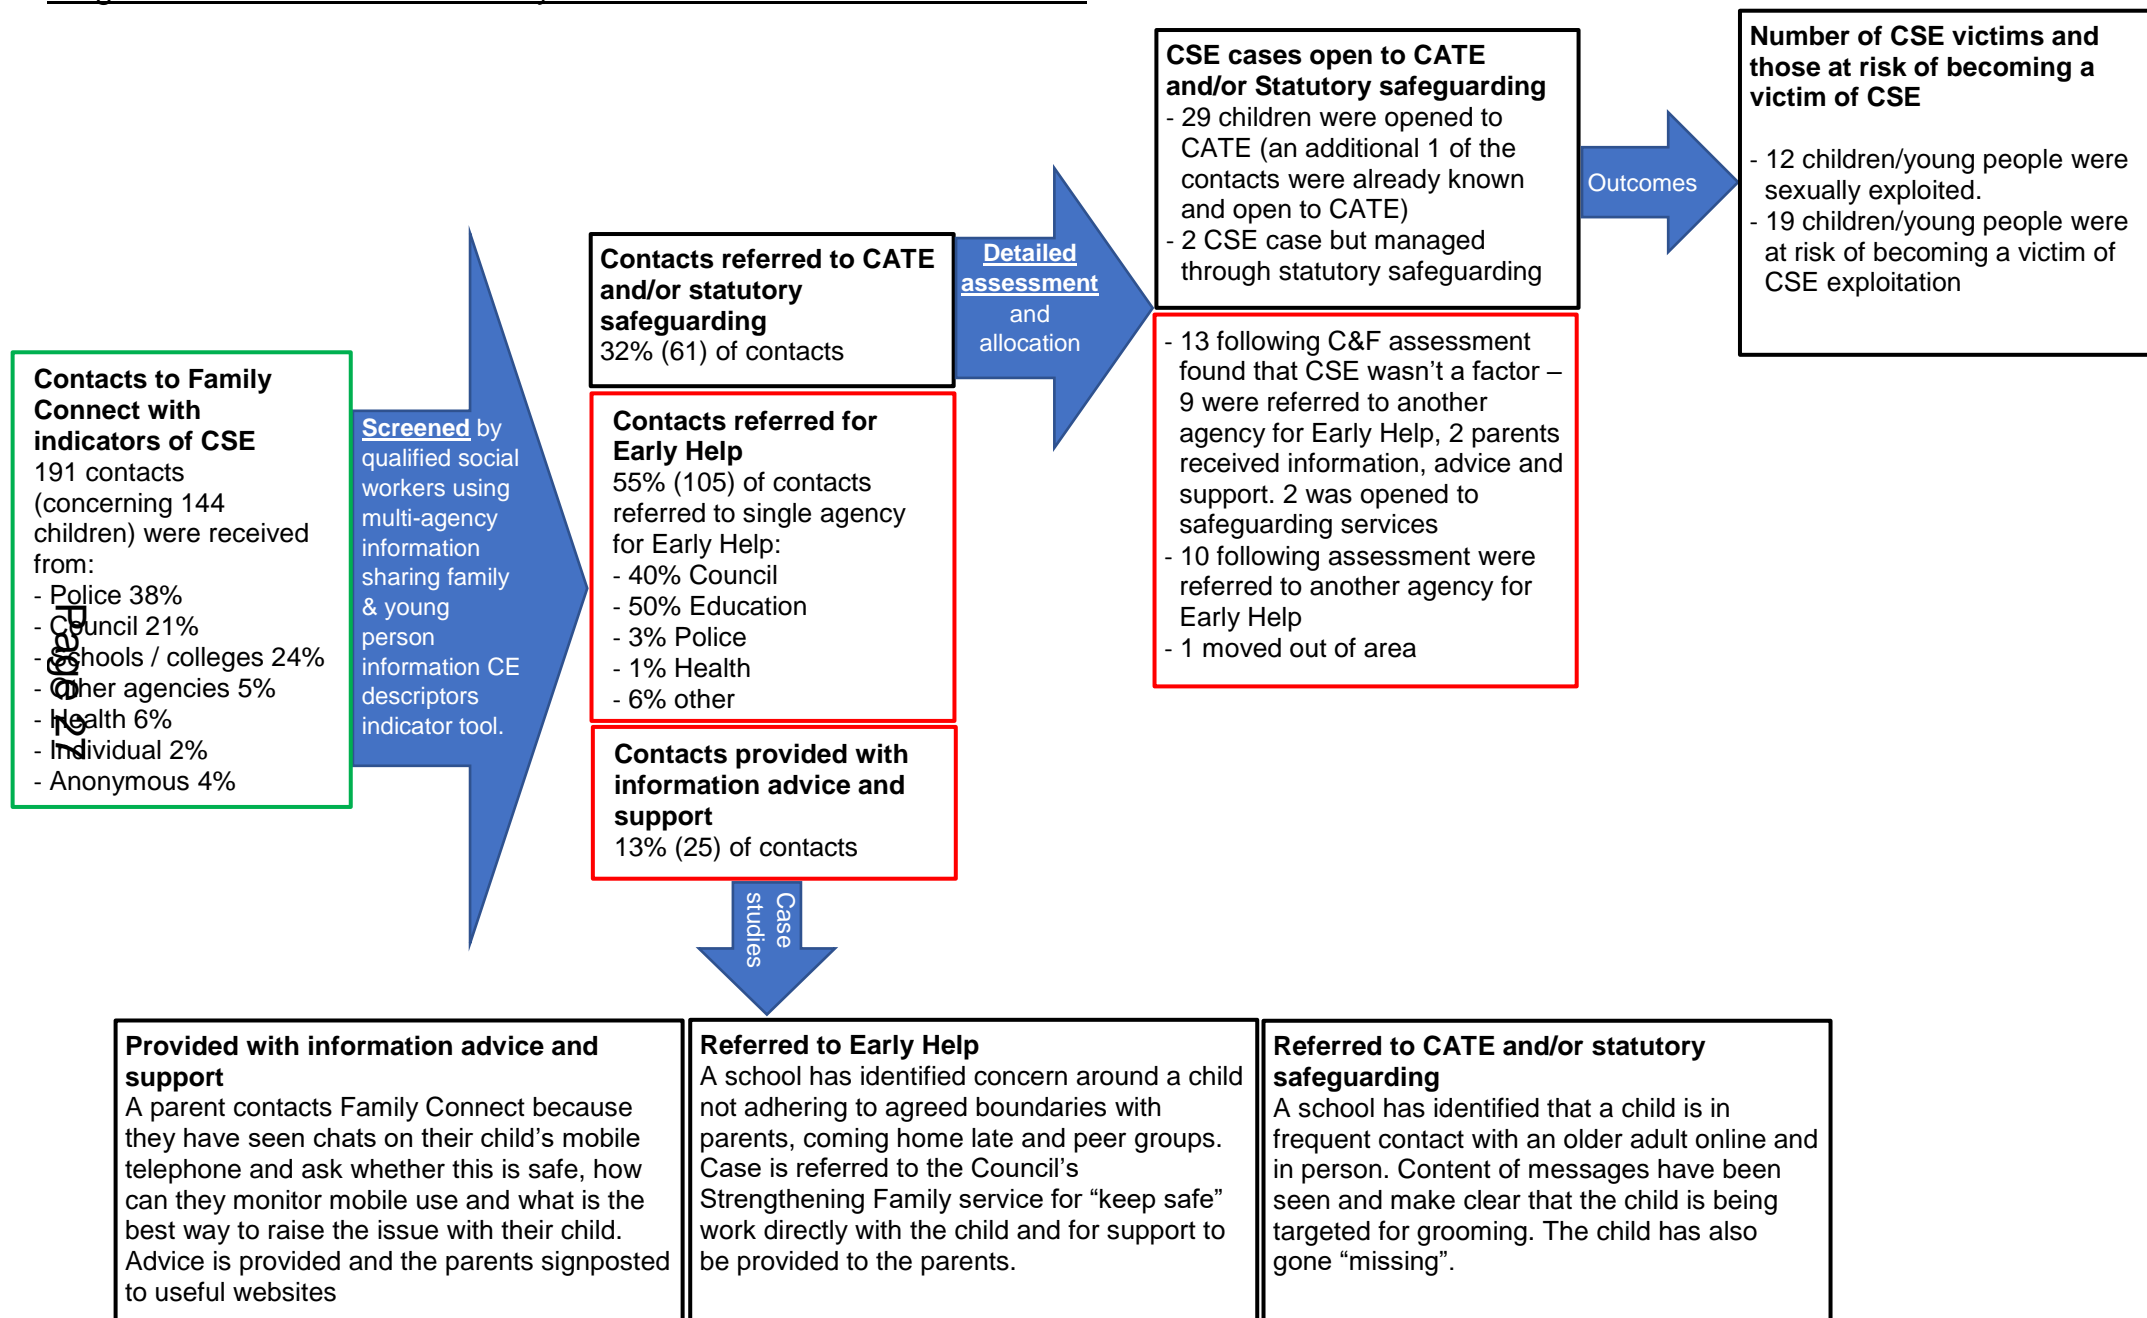 Contacts to Family
Connect with
indicators of CSE
191 contacts
(concerning 144
children) were received
from:
- Police 38%
- Council 21%
- Schools / colleges 24%
- Other agencies 5%
- Health 6%
- Individual 2%
- Anonymous 4%
Page 27
Screened by
qualified social
workers using
multi-agency
information
sharing family
& young
person
information CE
descriptors
indicator tool.
Contacts referred to CATE
and/or statutory
safeguarding
32% (61) of contacts
Contacts referred for
Early Help
55% (105) of contacts
referred to single agency
for Early Help:
- 40% Council
- 50% Education
- 3% Police
- 1% Health
- 6% other
Contacts provided with
information advice and
support
13% (25) of contacts
Detailed
assessment
and
allocation
CSE cases open to CATE
and/or Statutory safeguarding
- 29 children were opened to
CATE (an additional 1 of the
contacts were already known
and open to CATE)
- 2 CSE case but managed
through statutory safeguarding
- 13 following C&F assessment
found that CSE wasn’t a factor –
9 were referred to another
agency for Early Help, 2 parents
received information, advice and
support. 2 was opened to
safeguarding services
- 10 following assessment were
referred to another agency for
Early Help
- 1 moved out of area
Outcomes
Number of CSE victims and
those at risk of becoming a
victim of CSE
- 12 children/young people were
sexually exploited.
- 19 children/young people were
at risk of becoming a victim of
CSE exploitation
Case
studies
Provided with information advice and
support
A parent contacts Family Connect because
they have seen chats on their child’s mobile
telephone and ask whether this is safe, how
can they monitor mobile use and what is the
best way to raise the issue with their child.
Advice is provided and the parents signposted
to useful websites
Referred to Early Help
A school has identified concern around a child
not adhering to agreed boundaries with
parents, coming home late and peer groups.
Case is referred to the Council’s
Strengthening Family service for “keep safe”
work directly with the child and for support to
be provided to the parents.
Referred to CATE and/or statutory
safeguarding
A school has identified that a child is in
frequent contact with an older adult online and
in person. Content of messages have been
seen and make clear that the child is being
targeted for grooming. The child has also
gone “missing”.